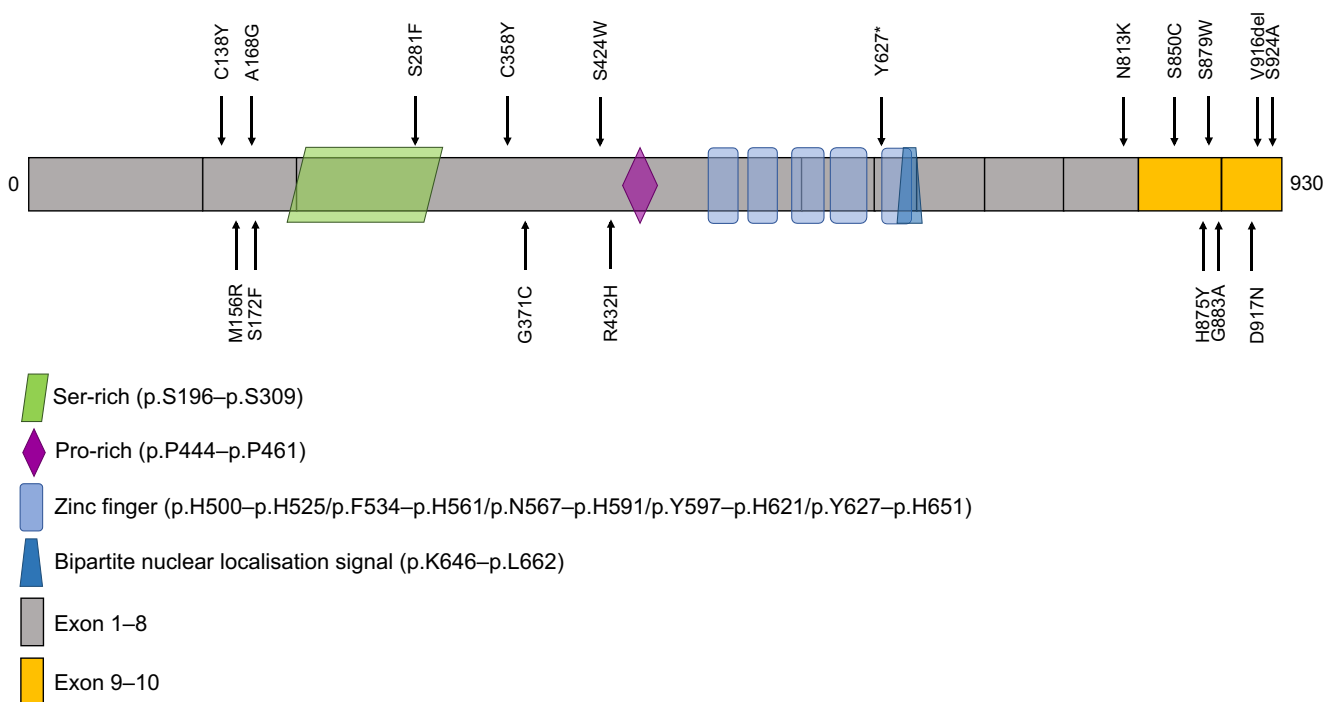 C138Y
A168G
S281F
C358Y
S424W
Y627*
N813K
S850C
S879W
V916del
S924A
0
930
M156R
S172F
G371C
R432H
H875Y
G883A
D917N
Ser-rich (p.S196–p.S309)
Pro-rich (p.P444–p.P461)
Zinc finger (p.H500–p.H525/p.F534–p.H561/p.N567–p.H591/p.Y597–p.H621/p.Y627–p.H651)
Bipartite nuclear localisation signal (p.K646–p.L662)
Exon 1–8
Exon 9–10